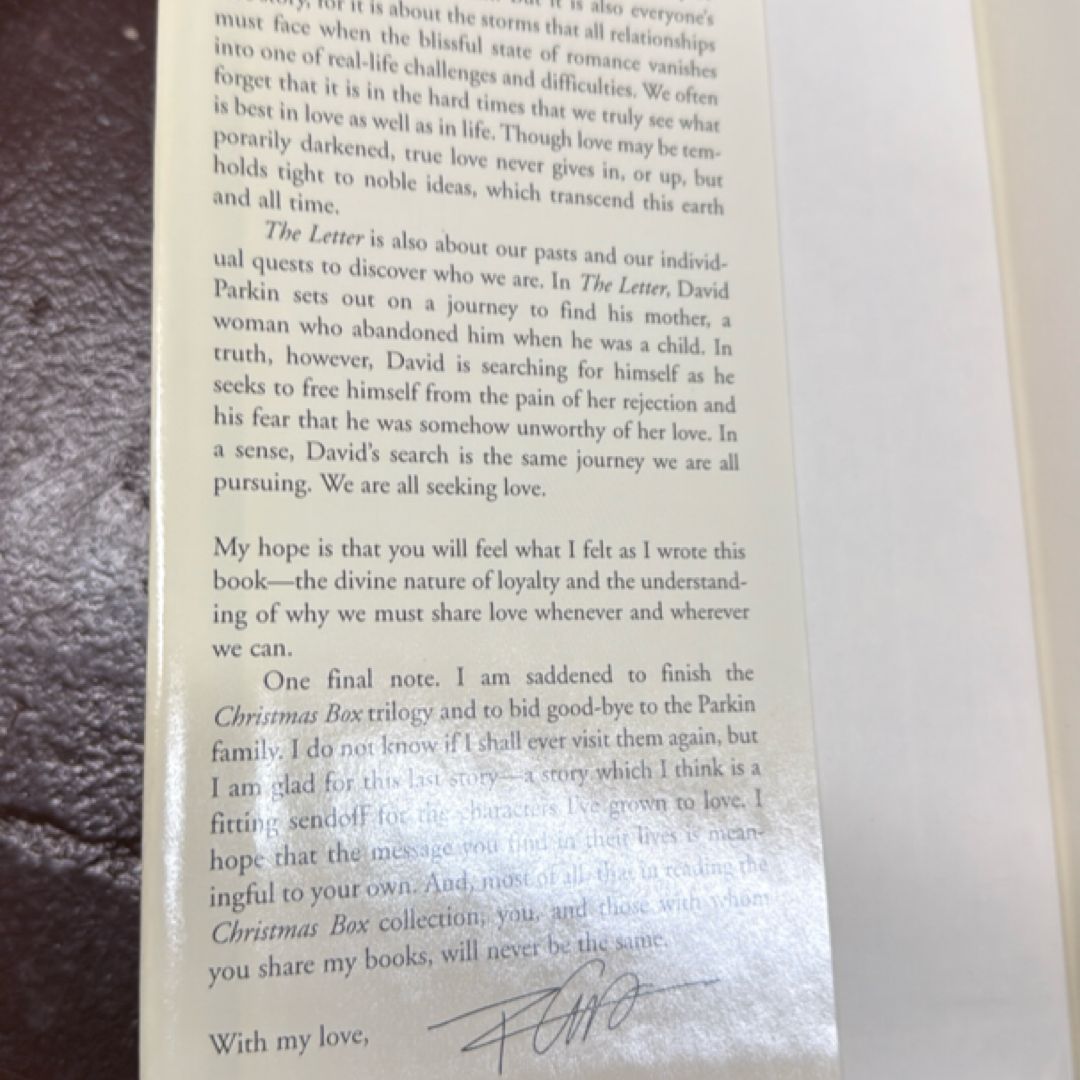 for it is about the storms that all relationships
it is also everyone's
must face when the blissful state of romance vanishes
into one of real-life challenges and difficulties. We often
forget that it is in the hard times that we truly see what
is best in love as well as in life. Though love may be tem-
porarily darkened, true love never gives in, or up, but
holds tight to noble ideas, which transcend this earth
and all time.
The Letter is also about our pasts and our individ-
ual quests to discover who we are. In The Letter, David
Parkin sets out on a journey to find his mother, a
woman who abandoned him when he was a child. In
truth, however, David is searching for himself as he
seeks to free himself from the pain of her rejection and
his fear that he was somehow unworthy of her love. In
a sense, David's search is the same journey we are all
pursuing. We are all seeking love.
My hope is that you will feel what I felt as I wrote this
book—the divine nature of loyalty and the understand-
ing of why we must share love whenever and wherever
we can.
One final note. I am saddened to finish the
Christmas Box trilogy and to bid good-bye to the Parkin
family. I do not know if I shall ever visit them again, but
I am glad for this last story—a story which I think is a
fitting sendoff for the characters I've grown to love. I
hope that the message you find in their lives is mean-
ingful to your own. And, most of all, that in reading the
Christmas Box collection, you, and those with whom
you share my books, will never be the same.
With my love,